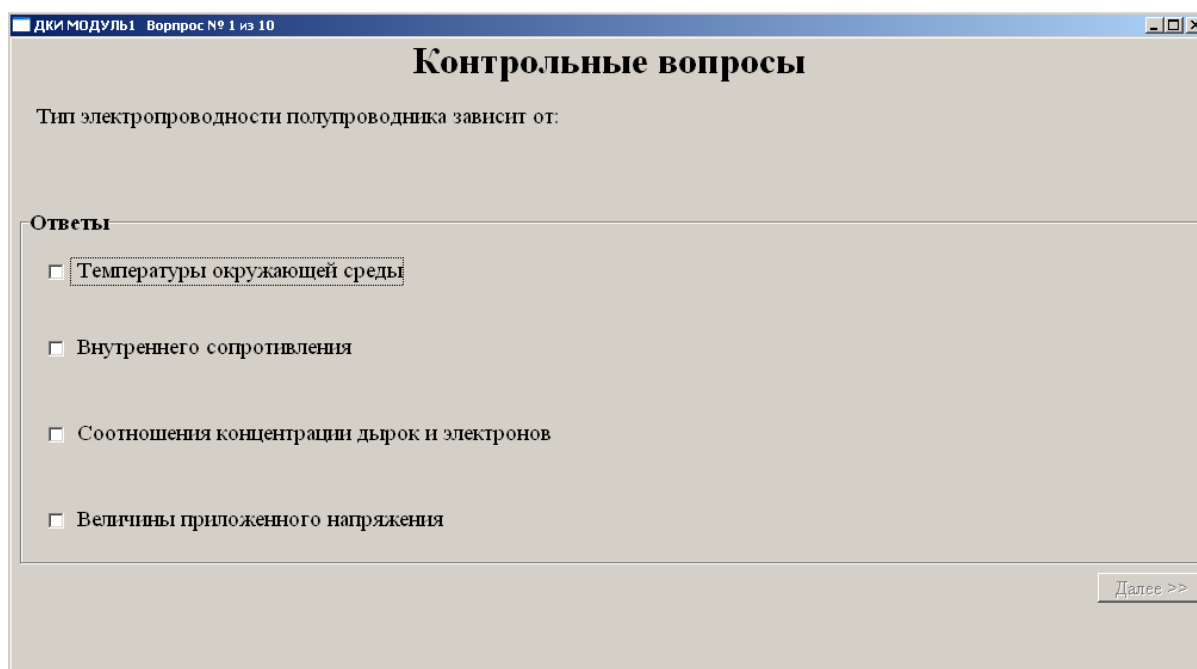 ДКИ МОДУЛЬ1 Ворпрос № 1 из 10
Контрольные вопросы
Тип электропроводности полупроводника зависит от:
Ответы
Температуры окружающей среды
Внутреннего сопротивления
Соотношения концентрации дырок и электронов
Величины приложенного напряжения
Далее >>